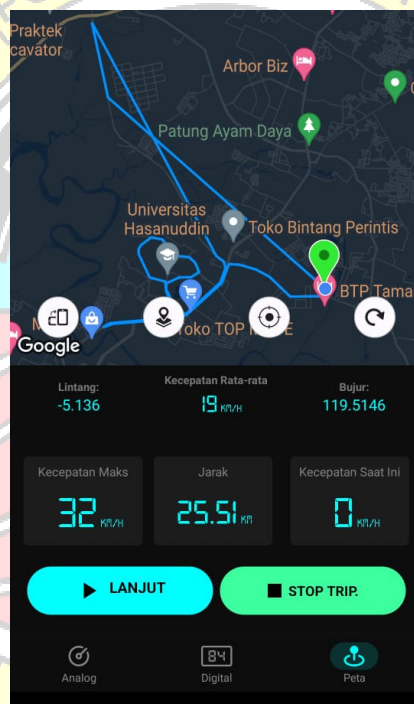 Praktek
cavator
Arbor Biz
Patung Ayam Daya
Universitas
Hasanuddin
Toko Bintang Perintis
BTP Tama
Toko TOP
Google
Lintang:
-5.136
Kecepatan Rata-rata
19 KM/H
Bujur:
119.5146
Kecepatan Maks
32 KM/H
Jarak
25.51 KM
Kecepatan Saat Ini
0 KM/H
LANJUT
STOP TRIP.
Analog
84
Digital
Peta